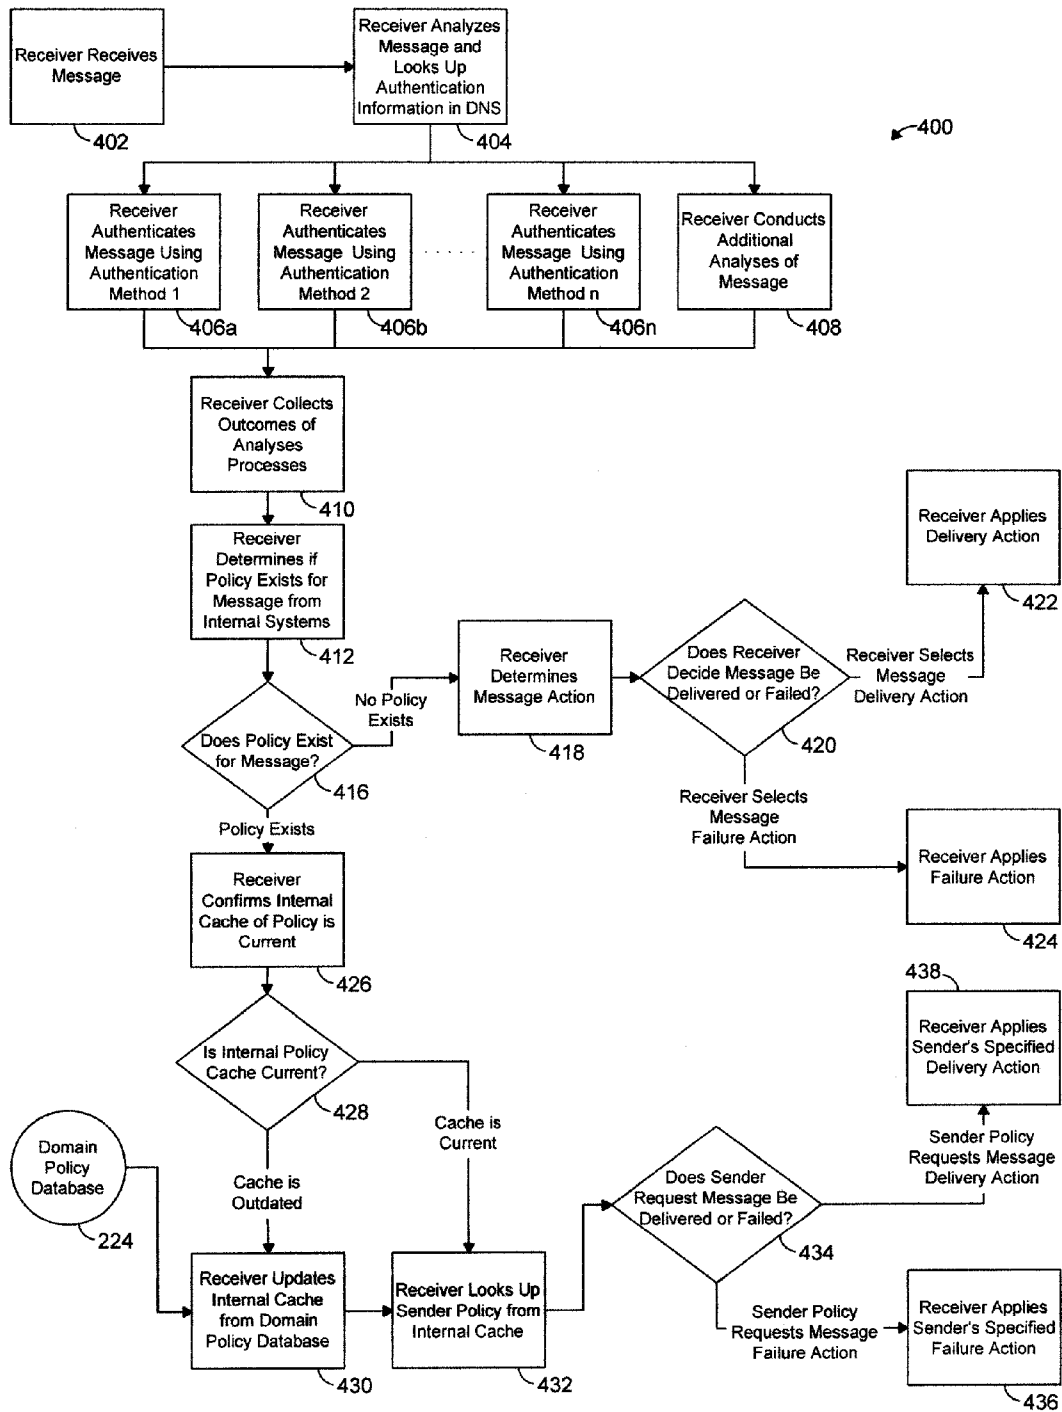 Receiver Receives
Message
402
Receiver Analyzes
Message and
Looks Up
Authentication
Information in DNS
404
400
Receiver
Authenticates
Message Using
Authentication
Method 1
406a
Receiver
Authenticates
Message Using
Authentication
Method 2
406b
. . . . .
Receiver
Authenticates
Message Using
Authentication
Method n
406n
Receiver Conducts
Additional
Analyses of
Message
408
Receiver Collects
Outcomes of
Analyses
Processes
410
Receiver
Determines if
Policy Exists for
Message from
Internal Systems
412
Does Policy Exist
for Message?
416
No Policy
Exists
Receiver
Determines
Message Action
418
Does Receiver
Decide Message Be
Delivered or Failed?
420
Receiver Selects
Message
Delivery Action
Receiver Applies
Delivery Action
422
Receiver Selects
Message
Failure Action
Receiver Applies
Failure Action
424
Policy Exists
Receiver
Confirms Internal
Cache of Policy is
Current
426
Is Internal Policy
Cache Current?
428
Cache is
Current
Cache is
Outdated
Domain
Policy
Database
224
Receiver Updates
Internal Cache
from Domain
Policy Database
430
Receiver Looks Up
Sender Policy from
Internal Cache
432
Does Sender
Request Message Be
Delivered or Failed?
434
438
Receiver Applies
Sender's Specified
Delivery Action
Sender Policy
Requests Message
Delivery Action
Sender Policy
Requests Message
Failure Action
Receiver Applies
Sender's Specified
Failure Action
436